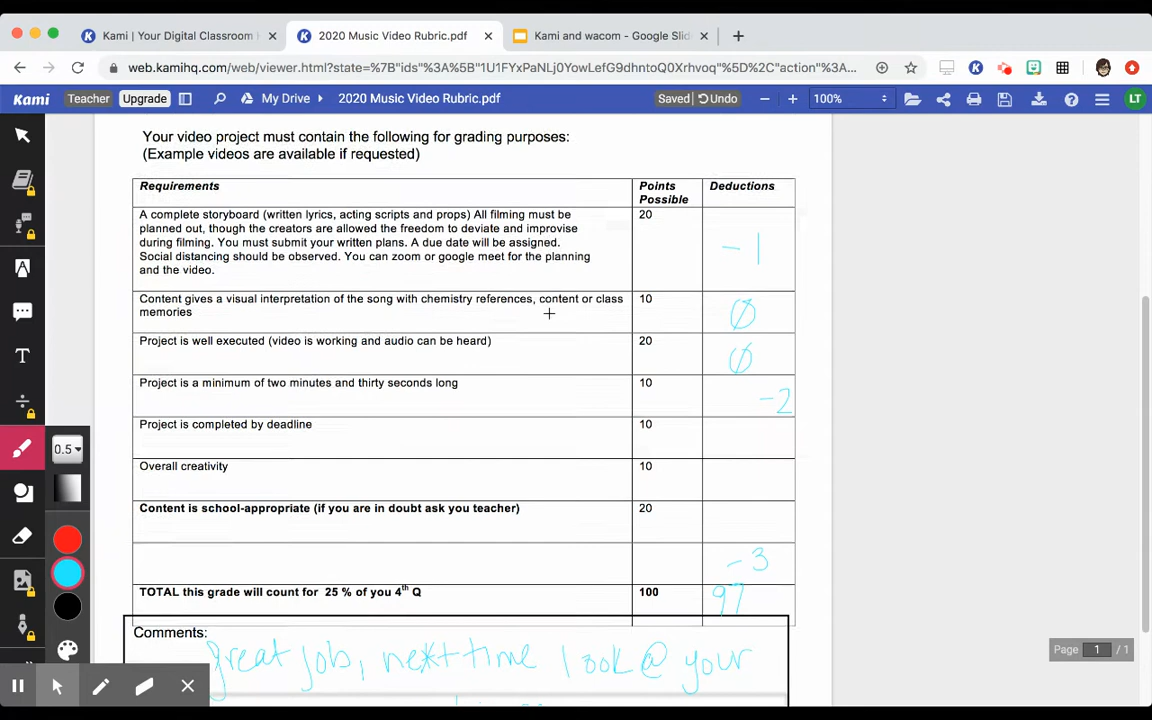 Kami | Your Digital Classroom
2020 Music Video Rubric.pdf
Kami and wacom - Google Slid
web.kamihq.com/web/viewer.html?state=%7B"ids"%3A%5B"1U1FYxPaNLj0YowLefG9dhntoQ0Xrhvoq"%5D%2C"action"%3A...
Kami Teacher Upgrade My Drive 2020 Music Video Rubric.pdf Saved Undo 100% LT
Your video project must contain the following for grading purposes:
(Example videos are available if requested)
Requirements Points Deductions
Possible
A complete storyboard (written lyrics, acting scripts and props) All filming must be 20
planned out, though the creators are allowed the freedom to deviate and improvise
during filming. You must submit your written plans. A due date will be assigned. -1
Social distancing should be observed. You can zoom or google meet for the planning
and the video.
Content gives a visual interpretation of the song with chemistry references, content or class 10 0
memories
Project is well executed (video is working and audio can be heard) 20 0
Project is a minimum of two minutes and thirty seconds long 10 -2
Project is completed by deadline 10
Overall creativity 10
Content is school-appropriate (if you are in doubt ask you teacher) 20
-3
TOTAL this grade will count for 25 % of you 4th Q 100 97
Comments:
great job, next time look @ your
0.5
T
Page 1 / 1